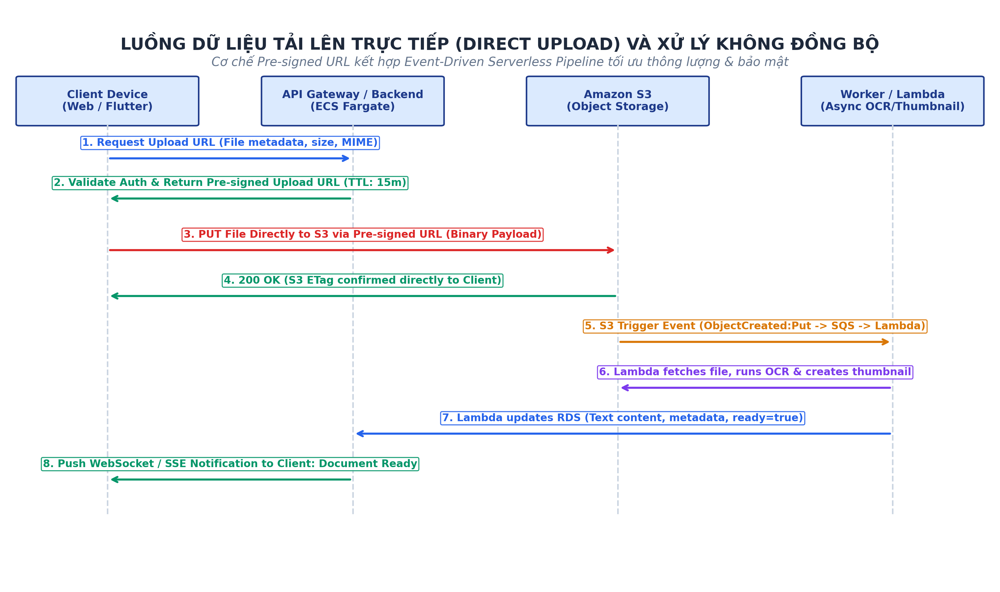 LUỒNG DỮ LIỆU TẢI LÊN TRỰC TIẾP (DIRECT UPLOAD) VÀ XỬ LÝ KHÔNG ĐỒNG BỘ
Cơ chế Pre-signed URL kết hợp Event-Driven Serverless Pipeline tối ưu thông lượng & bảo mật
Client Device
(Web / Flutter)
API Gateway / Backend
(ECS Fargate)
Amazon S3
(Object Storage)
Worker / Lambda
(Async OCR/Thumbnail)
1. Request Upload URL (File metadata, size, MIME)
2. Validate Auth & Return Pre-signed Upload URL (TTL: 15m)
3. PUT File Directly to S3 via Pre-signed URL (Binary Payload)
4. 200 OK (S3 ETag confirmed directly to Client)
5. S3 Trigger Event (ObjectCreated:Put -> SQS -> Lambda)
6. Lambda fetches file, runs OCR & creates thumbnail
7. Lambda updates RDS (Text content, metadata, ready=true)
8. Push WebSocket / SSE Notification to Client: Document Ready